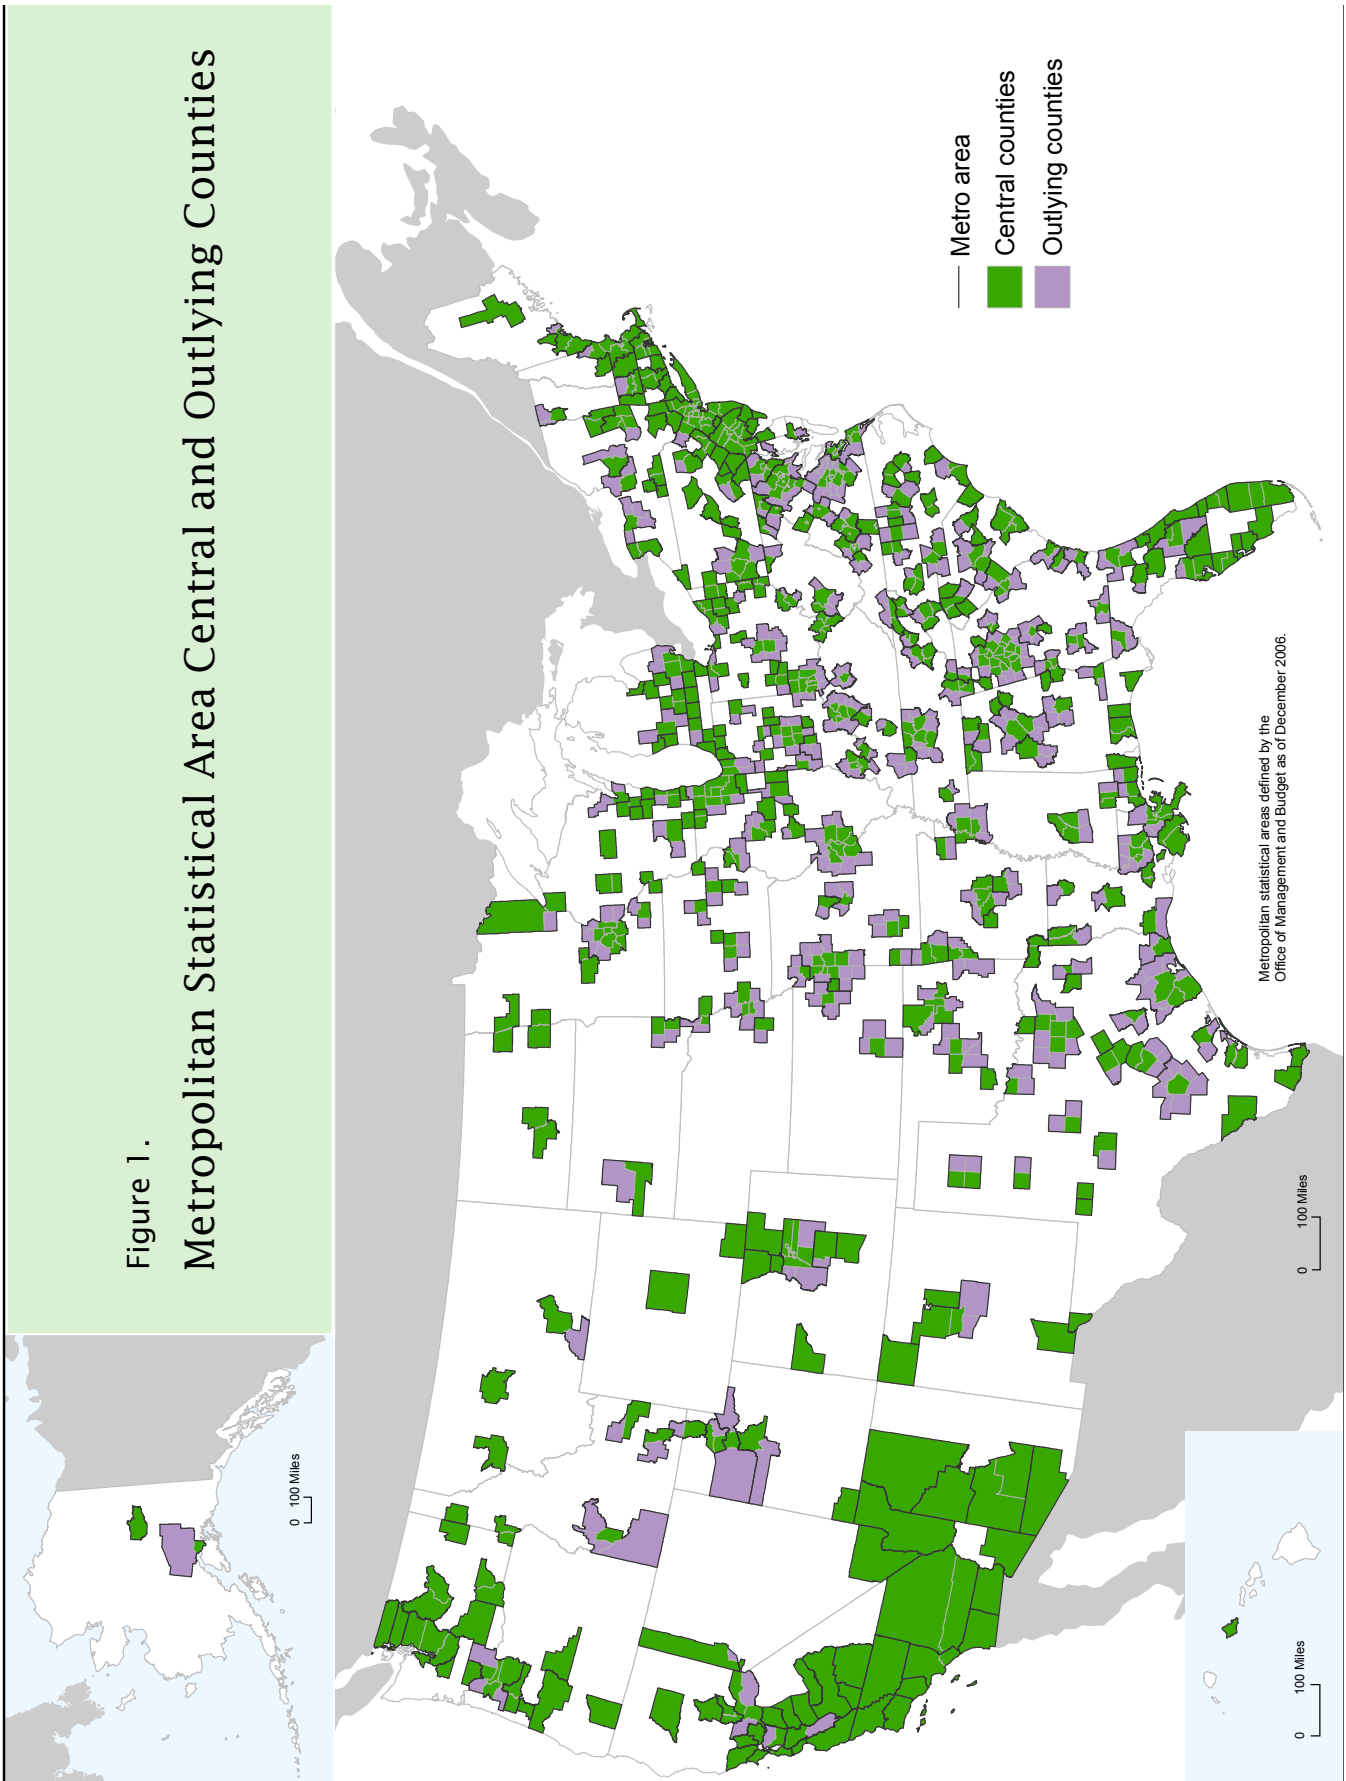 Figure 1.
Metropolitan Statistical Area Central and Outlying Counties
Metro area
Central counties
Outlying counties
Metropolitan statistical areas defined by the
Office of Management and Budget as of December 2006.
0 100 Miles
0 100 Miles
0 100 Miles